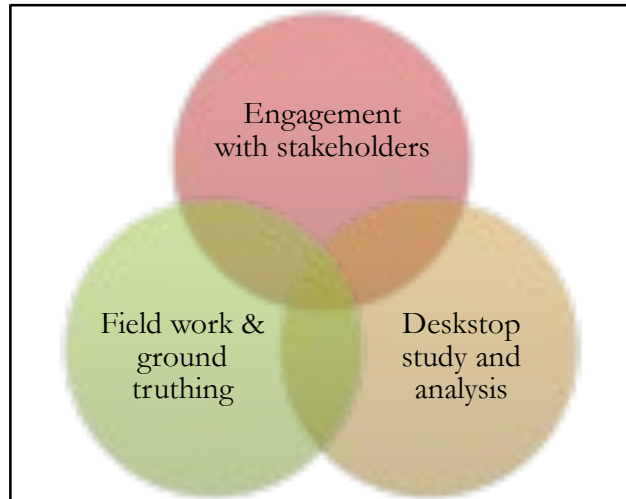 Engagement
with stakeholders
Field work &
ground
truthing
Deskstop
study and
analysis